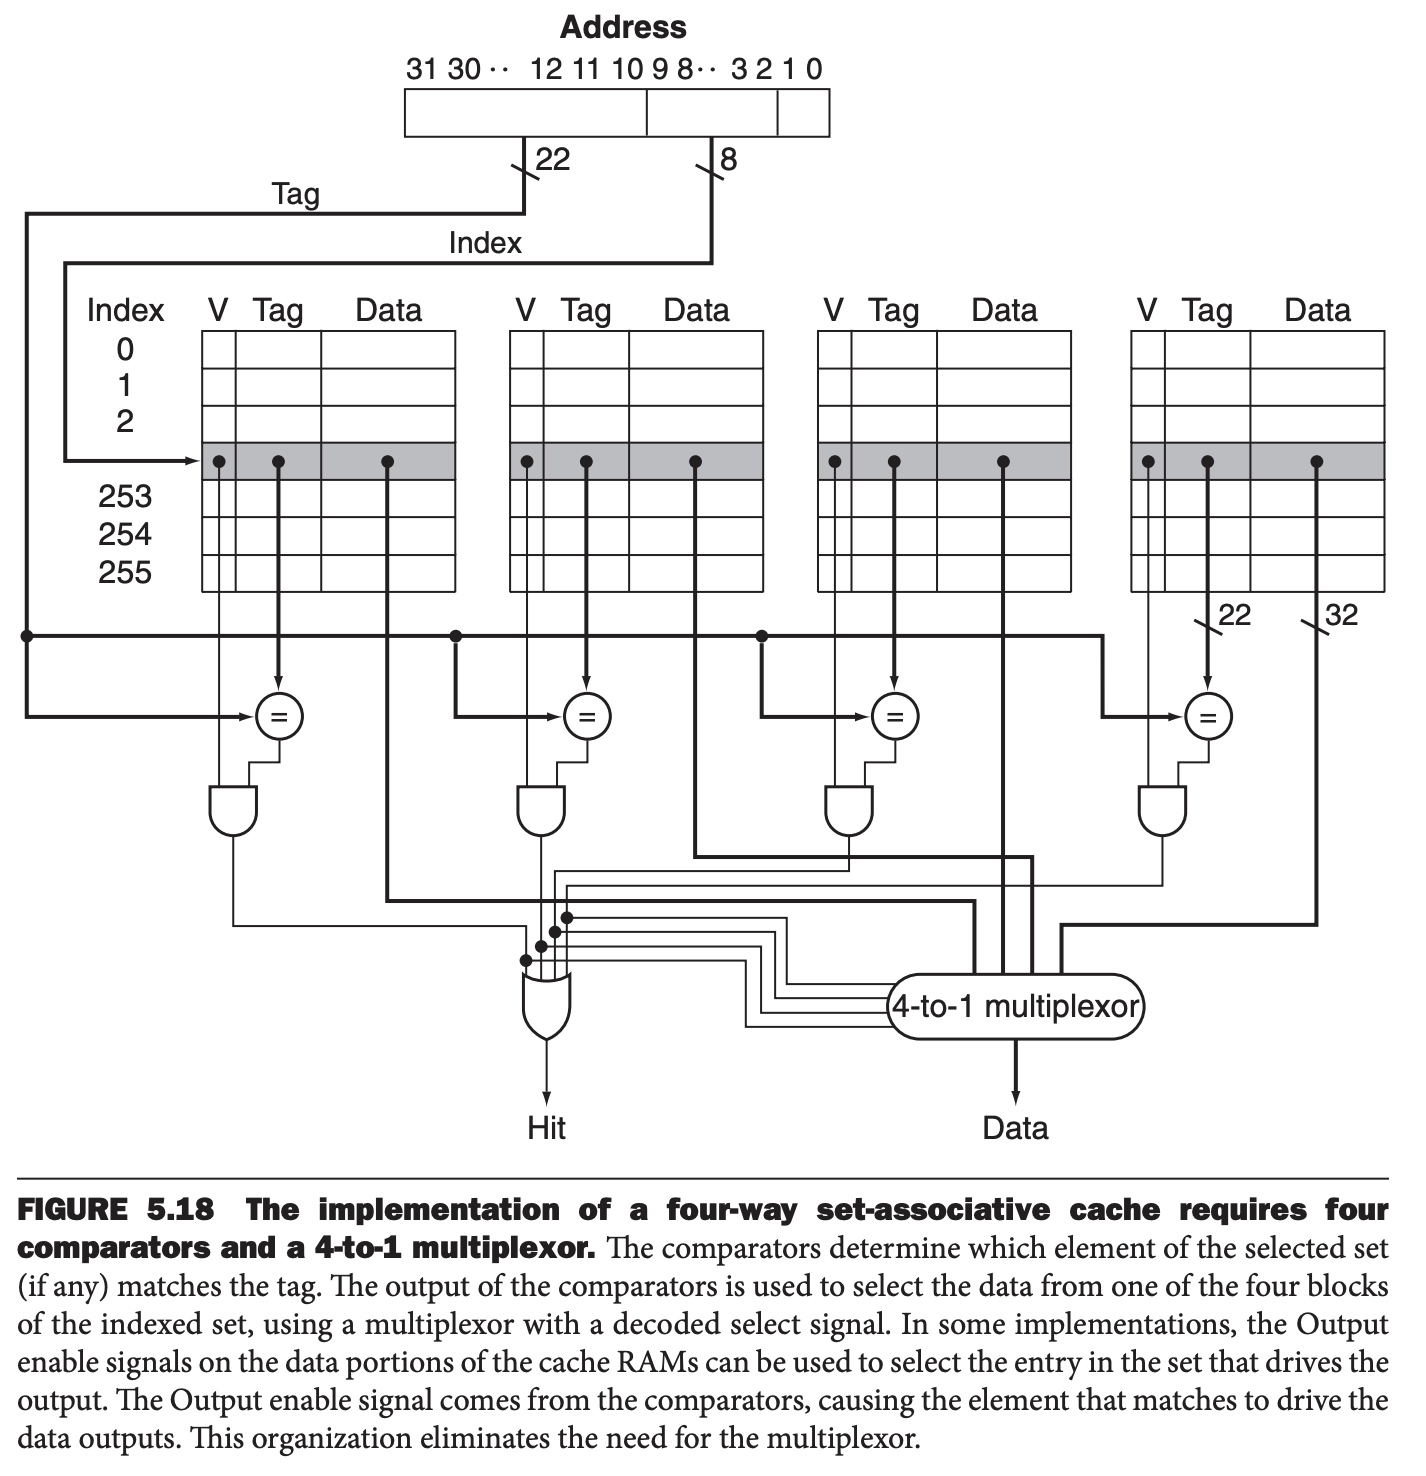 Address
31 30 ·· 12 11 10 9 8 ·· 3 2 1 0
22
8
Tag
Index
Index V Tag Data V Tag Data V Tag Data V Tag Data
0
1
2
253
254
255
22
32
= = = =
4-to-1 multiplexor
Hit
Data
FIGURE 5.18 The implementation of a four-way set-associative cache requires four
comparators and a 4-to-1 multiplexor. The comparators determine which element of the selected set
(if any) matches the tag. The output of the comparators is used to select the data from one of the four blocks
of the indexed set, using a multiplexor with a decoded select signal. In some implementations, the Output
enable signals on the data portions of the cache RAMs can be used to select the entry in the set that drives the
output. The Output enable signal comes from the comparators, causing the element that matches to drive the
data outputs. This organization eliminates the need for the multiplexor.